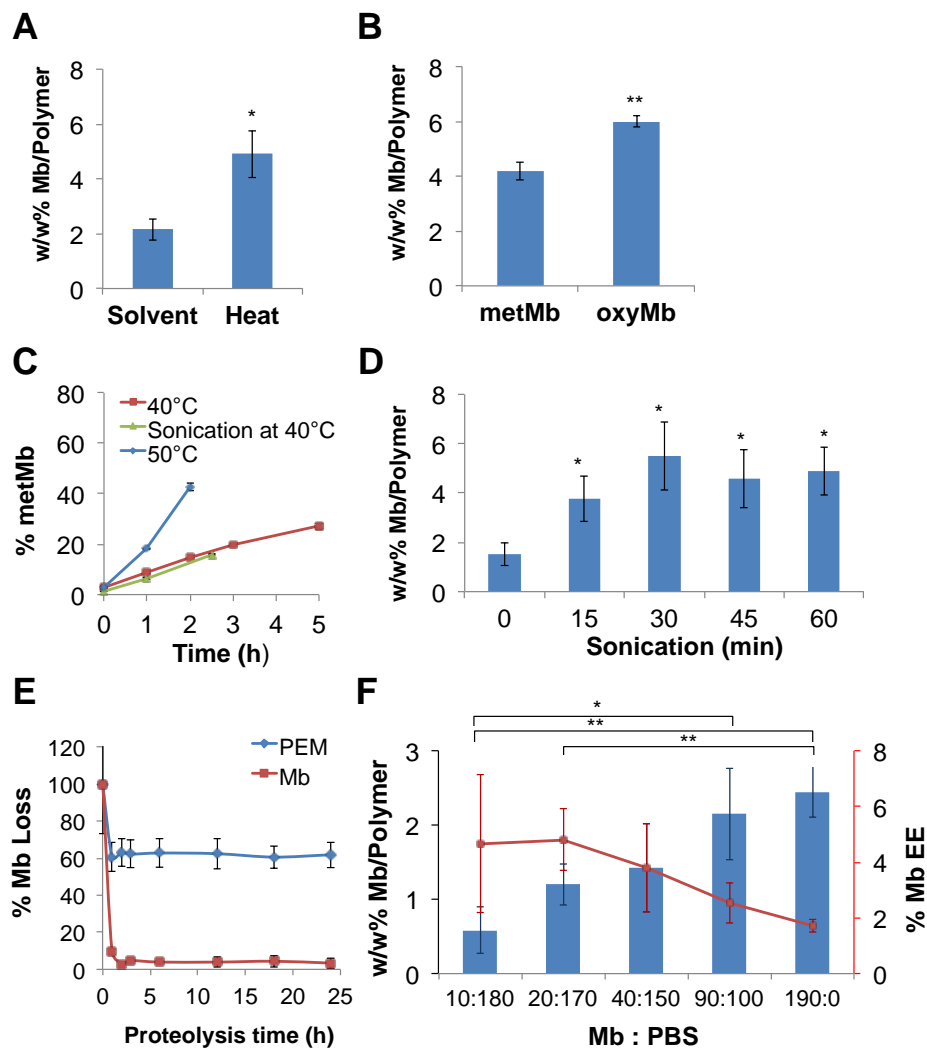 A
w/w% Mb/Polymer
8
6
4
2
0
*
Solvent Heat
B
w/w% Mb/Polymer
8
6
4
2
0
**
metMb oxyMb
C
% metMb
80
60
40
20
0
40°C
Sonication at 40°C
50°C
0 1 2 3 4 5
Time (h)
D
w/w% Mb/Polymer
8
6
4
2
0
* * * *
0 15 30 45 60
Sonication (min)
E
% Mb Loss
120
100
80
60
40
20
0
PEM
Mb
0 5 10 15 20 25
Proteolysis time (h)
F
*
**
**
w/w% Mb/Polymer
3
2
1
0
8
6
4
2
0
% Mb EE
10:180 20:170 40:150 90:100 190:0
Mb : PBS